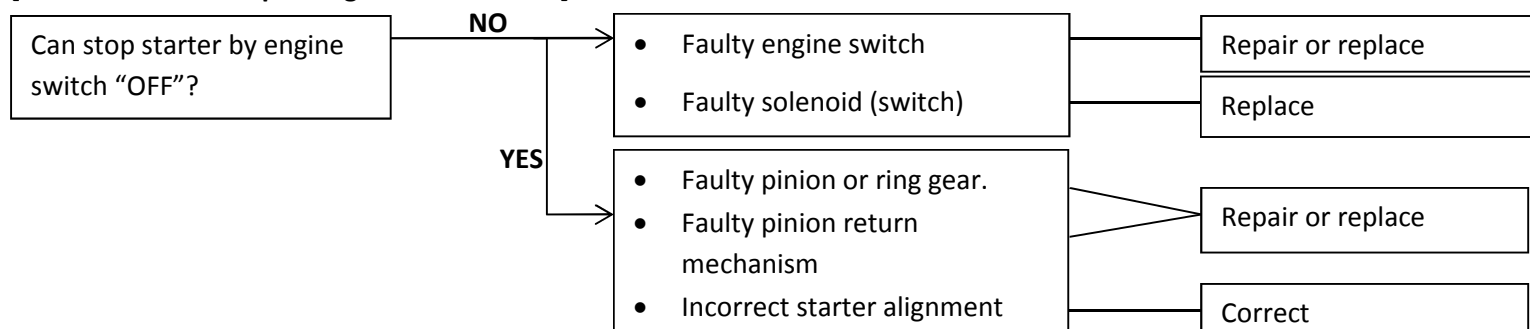 NO
Can stop starter by engine
switch “OFF”?
• Faulty engine switch
• Faulty solenoid (switch)
Repair or replace
Replace
YES
• Faulty pinion or ring gear.
• Faulty pinion return
mechanism
• Incorrect starter alignment
Repair or replace
Correct